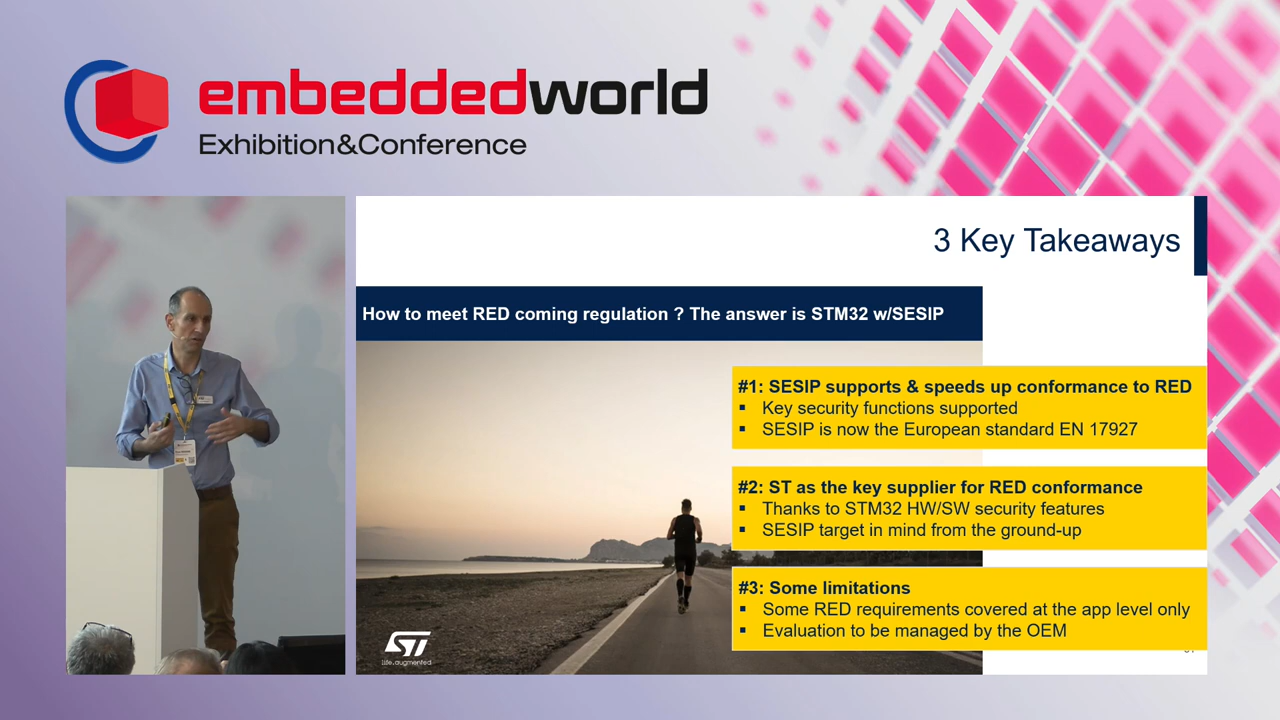 embeddedworld
Exhibition&Conference
3 Key Takeaways
How to meet RED coming regulation ? The answer is STM32 w/SESIP
#1: SESIP supports & speeds up conformance to RED
▪ Key security functions supported
▪ SESIP is now the European standard EN 17927
#2: ST as the key supplier for RED conformance
▪ Thanks to STM32 HW/SW security features
▪ SESIP target in mind from the ground-up
#3: Some limitations
▪ Some RED requirements covered at the app level only
▪ Evaluation to be managed by the OEM
ST
life.augmented